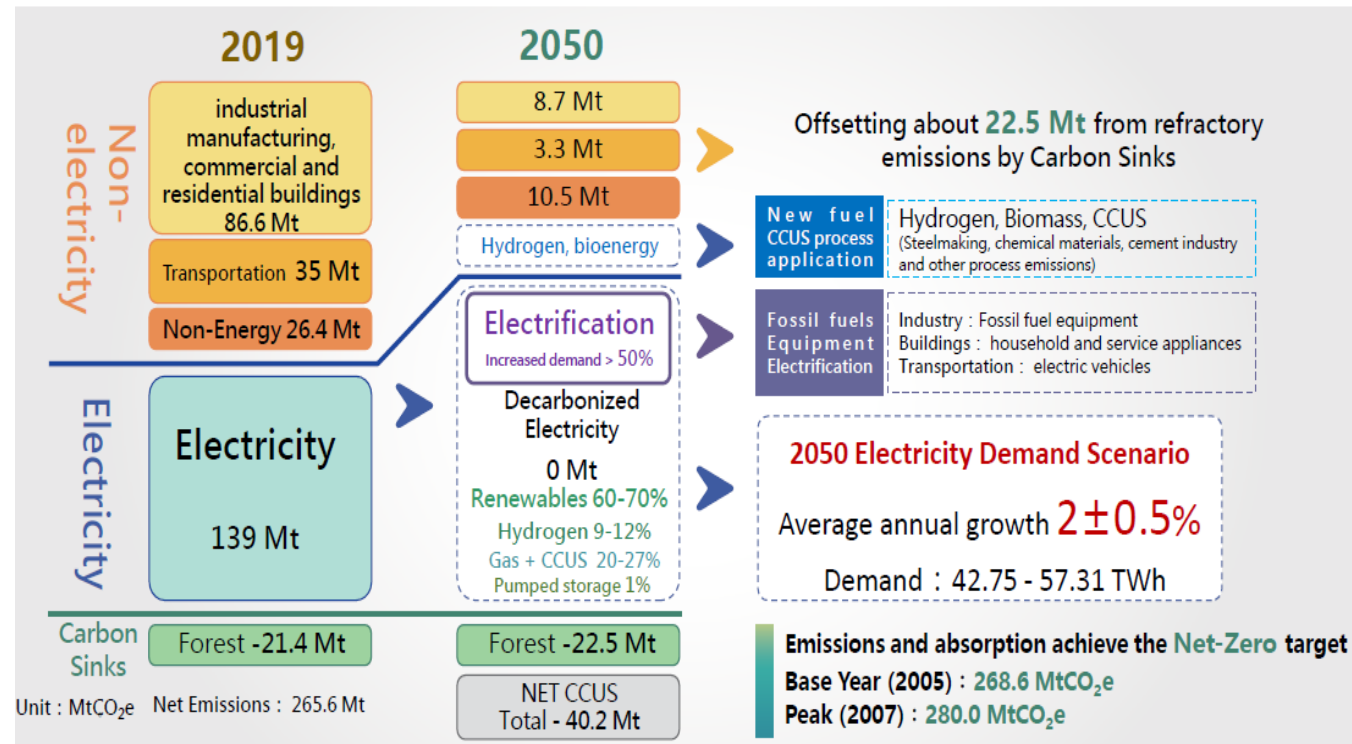 2019
2050
Non-
electricity
industrial
manufacturing,
commercial and
residential buildings
86.6 Mt
Transportation 35 Mt
Non-Energy 26.4 Mt
8.7 Mt
3.3 Mt
10.5 Mt
Hydrogen, bioenergy
Offsetting about 22.5 Mt from refractory
emissions by Carbon Sinks
New fuel
CCUS process
application
Hydrogen, Biomass, CCUS
(Steelmaking, chemical materials, cement industry
and other process emissions)
Electrification
Increased demand > 50%
Fossil fuels
Equipment
Electrification
Industry : Fossil fuel equipment
Buildings : household and service appliances
Transportation : electric vehicles
Electricity
Electricity
139 Mt
Decarbonized
Electricity
0 Mt
Renewables 60-70%
Hydrogen 9-12%
Gas + CCUS 20-27%
Pumped storage 1%
2050 Electricity Demand Scenario
Average annual growth 2±0.5%
Demand : 42.75 - 57.31 TWh
Carbon
Sinks
Forest -21.4 Mt
Forest -22.5 Mt
Unit : MtCO₂e
Net Emissions : 265.6 Mt
NET CCUS
Total - 40.2 Mt
Emissions and absorption achieve the Net-Zero target
Base Year (2005) : 268.6 MtCO₂e
Peak (2007) : 280.0 MtCO₂e